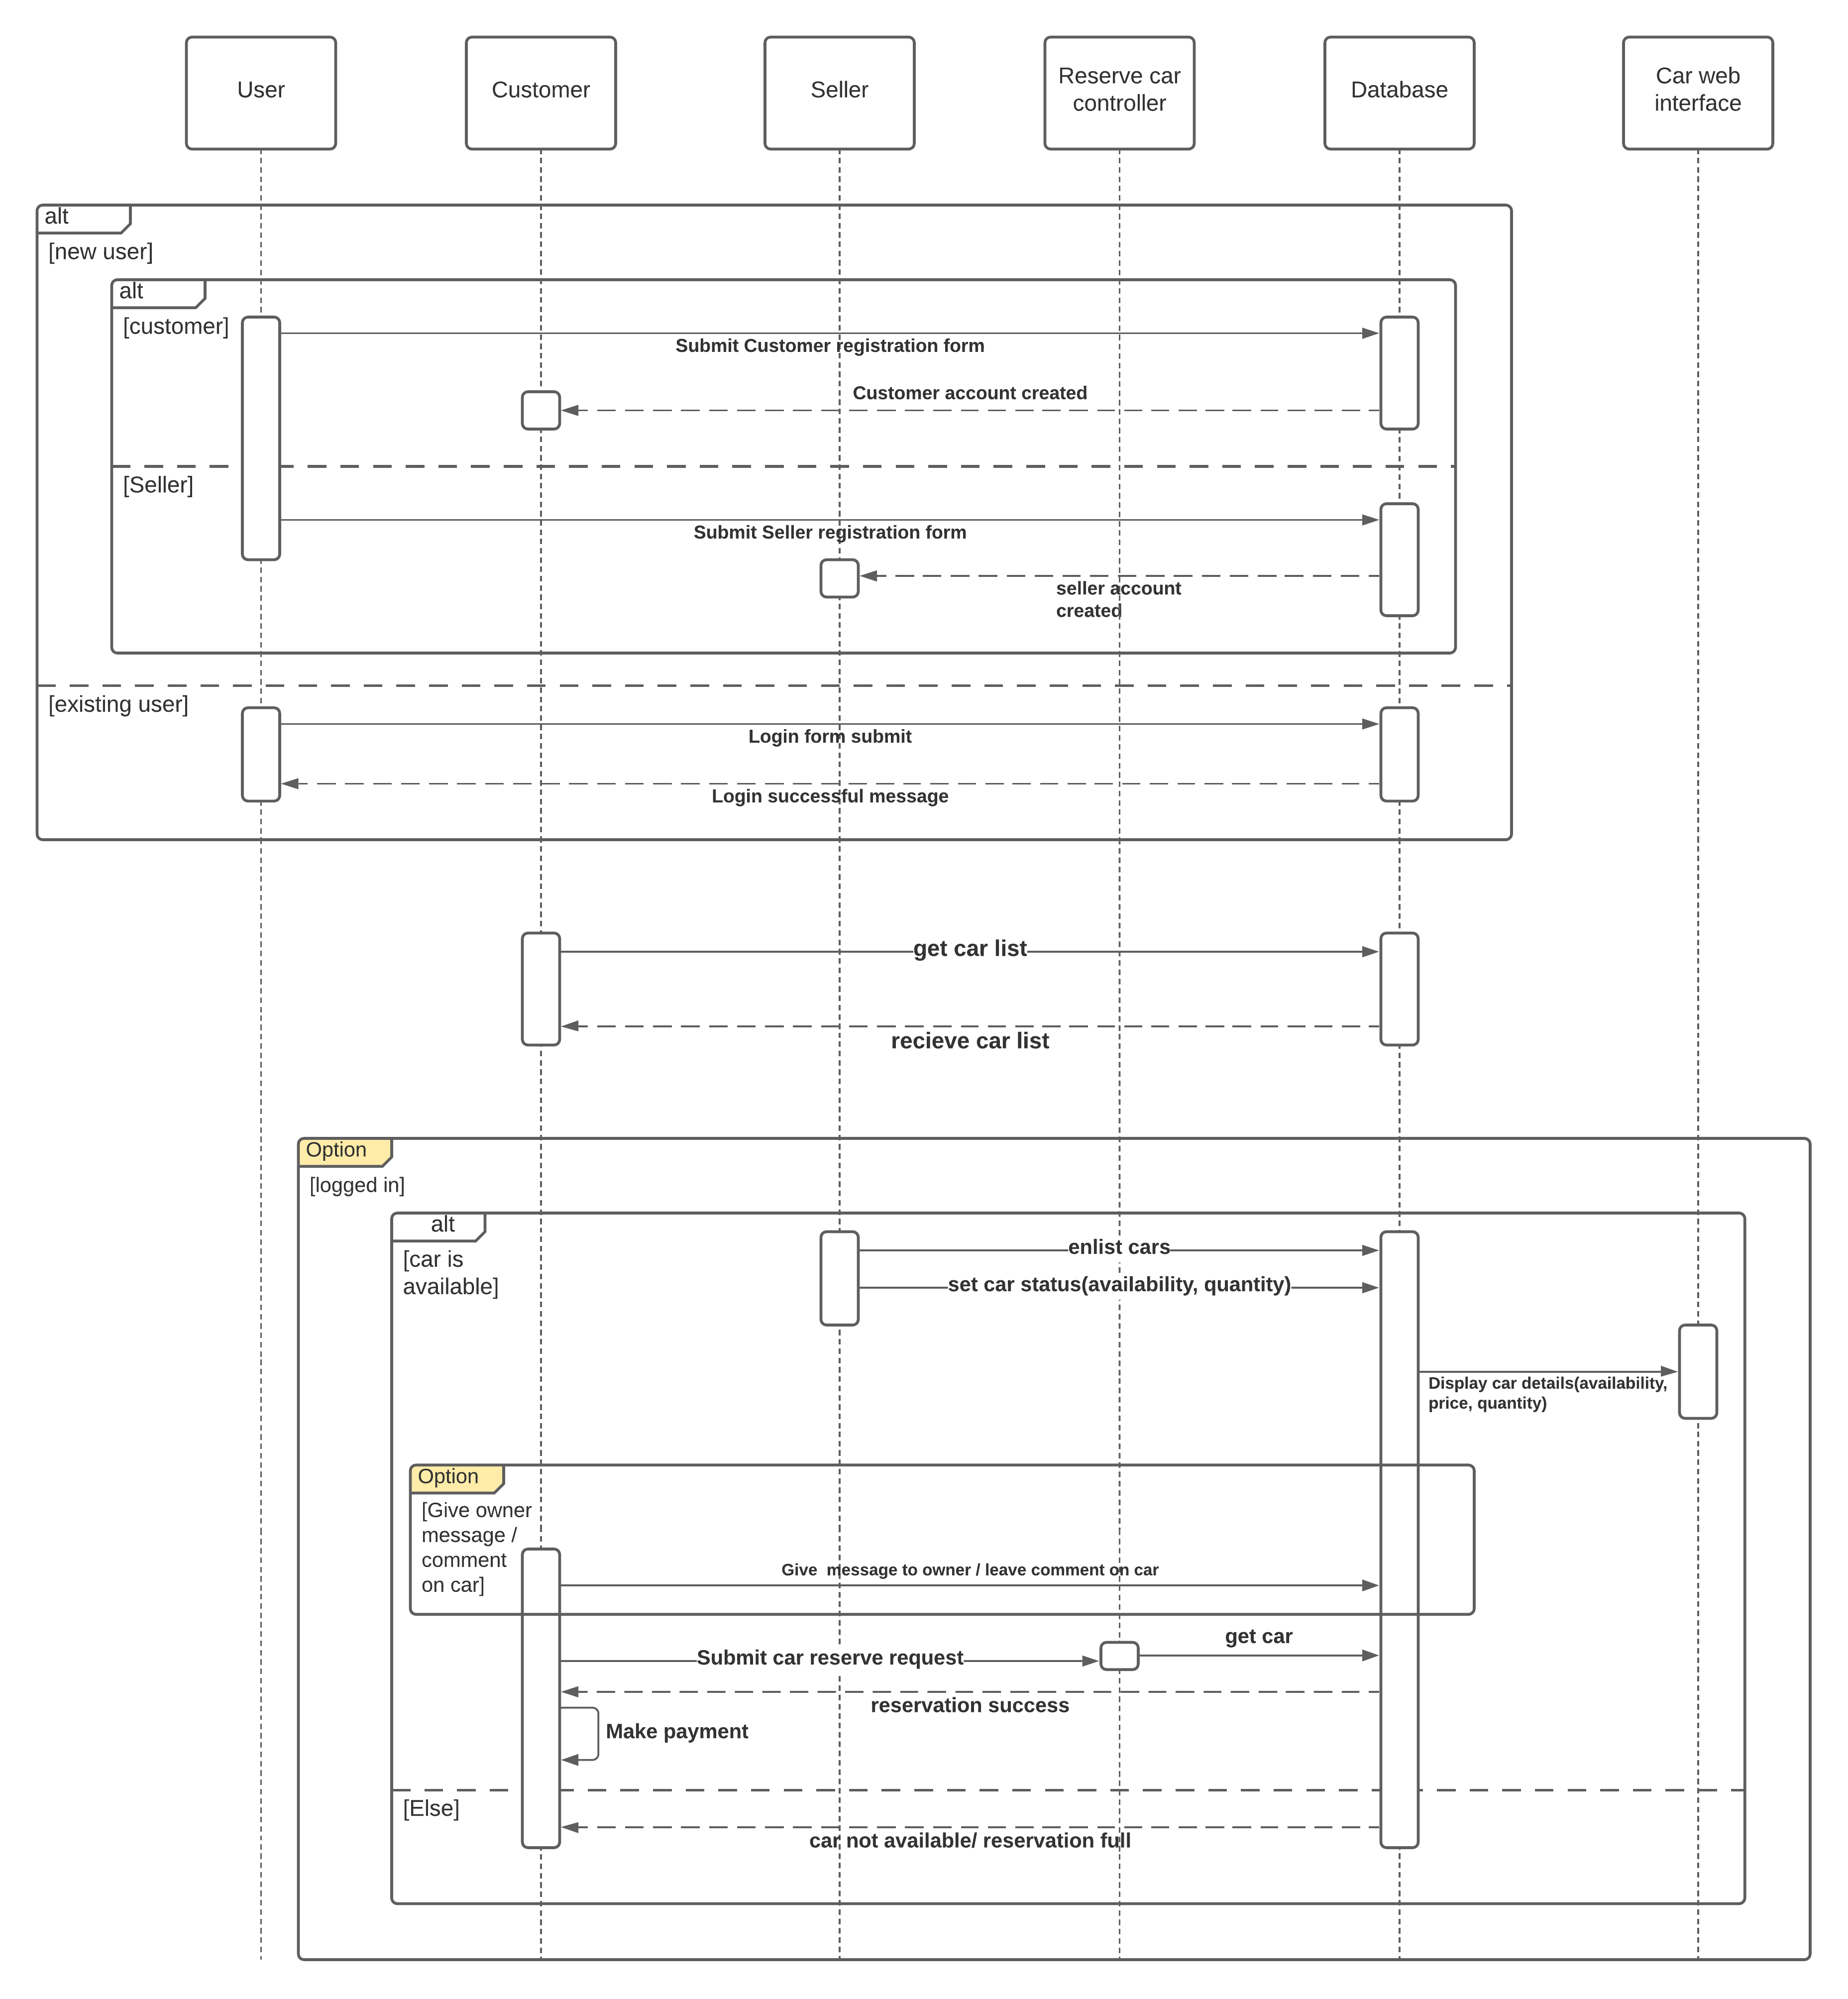 User
Customer
Seller
Reserve car
controller
Database
Car web
interface
alt
[new user]
alt
[customer]
Submit Customer registration form
Customer account created
[Seller]
Submit Seller registration form
seller account
created
[existing user]
Login form submit
Login successful message
get car list
recieve car list
Option
[logged in]
alt
[car is
available]
enlist cars
set car status(availability, quantity)
Display car details(availability,
price, quantity)
Option
[Give owner
message /
comment
on car]
Give  message to owner / leave comment on car
get car
Submit car reserve request
reservation success
Make payment
[Else]
car not available/ reservation full